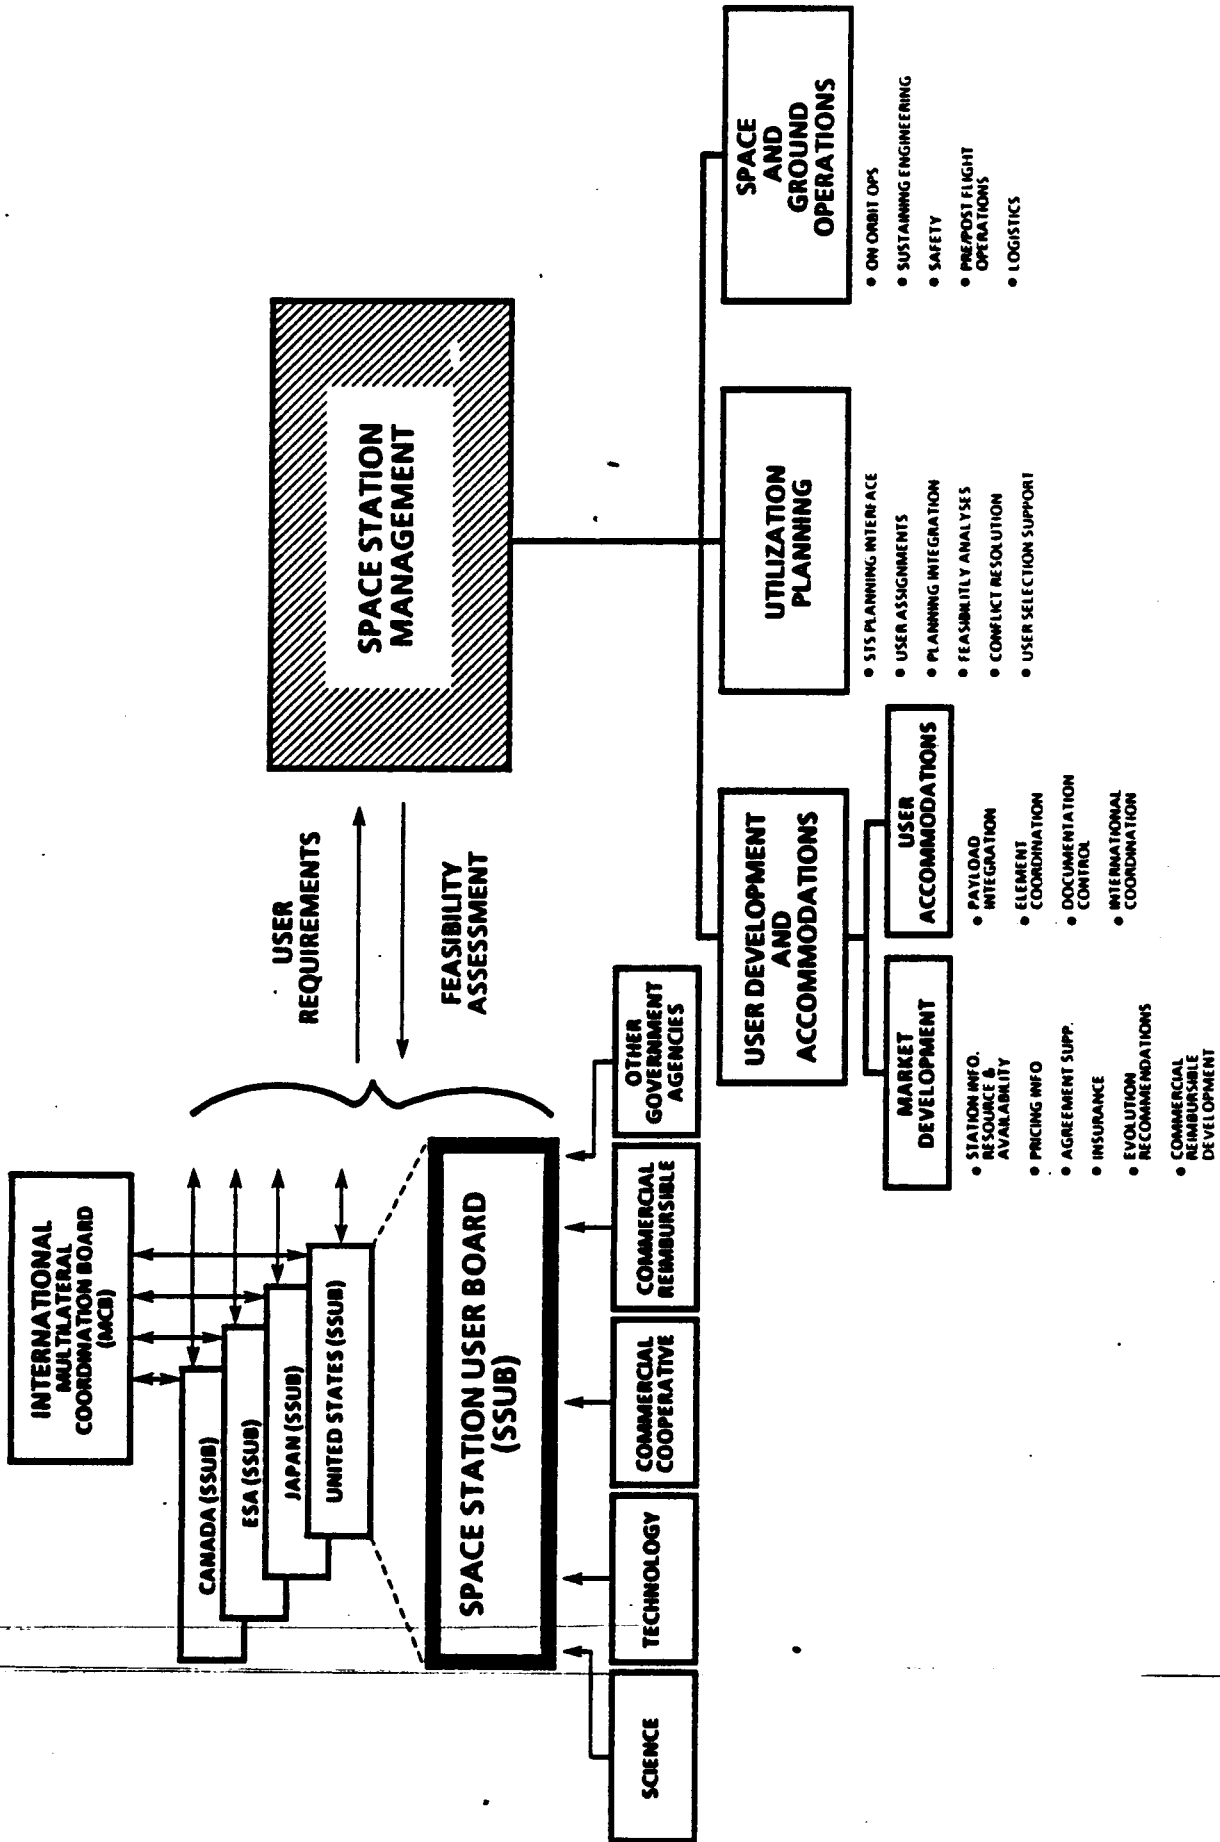 INTERNATIONAL
MULTILATERAL
COORDINATION BOARD
(MCB)
CANADA (SSUB)
ESA (SSUB)
JAPAN (SSUB)
UNITED STATES (SSUB)
SPACE STATION USER BOARD
(SSUB)
SCIENCE
TECHNOLOGY
COMMERCIAL
COOPERATIVE
COMMERCIAL
REIMBURSIBLE
OTHER
GOVERNMENT
AGENCIES
USER
REQUIREMENTS
FEASIBILITY
ASSESSMENT
SPACE STATION
MANAGEMENT
USER DEVELOPMENT
AND
ACCOMMODATIONS
MARKET
DEVELOPMENT
• STATION INFO.
RESOURCE &
AVAILABILITY
• PRICING INFO
• AGREEMENT SUPP.
• INSURANCE
• EVOLUTION
RECOMMENDATIONS
• COMMERCIAL
REIMBURSIBLE
DEVELOPMENT
USER
ACCOMMODATIONS
• PAYLOAD
INTEGRATION
• ELEMENT
COORDINATION
• DOCUMENTATION
CONTROL
• INTERNATIONAL
COORDINATION
UTILIZATION
PLANNING
• STS PLANNING INTERFACE
• USER ASSIGNMENTS
• PLANNING INTEGRATION
• FEASIBILITLY ANALYSES
• CONFLICT RESOLUTION
• USER SELECTION SUPPORT
SPACE
AND
GROUND
OPERATIONS
• ON ORBIT OPS
• SUSTAINING ENGINEERING
• SAFETY
• PRE/POST FLIGHT
OPERATIONS
• LOGISTICS